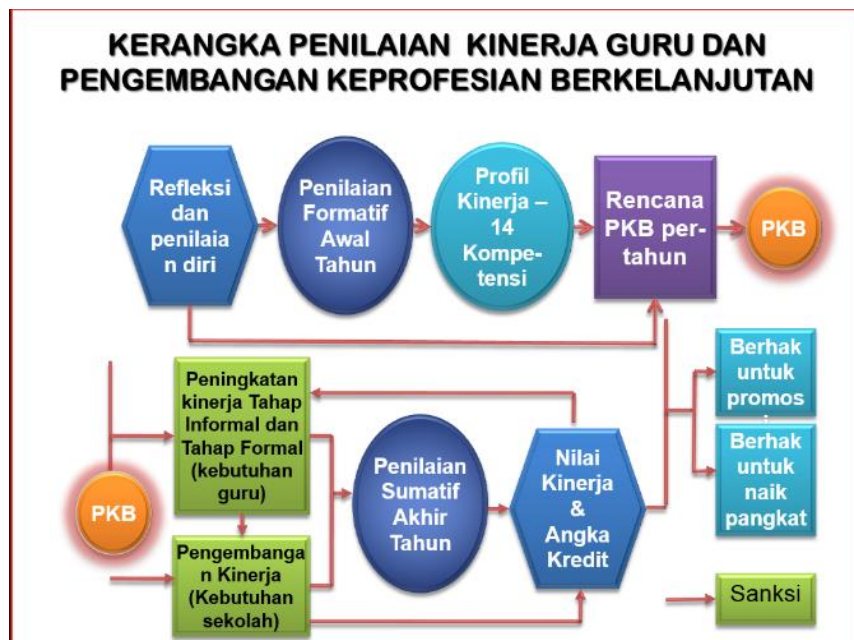 KERANGKA PENILAIAN KINERJA GURU DAN
PENGEMBANGAN KEPROFESIAN BERKELANJUTAN
Refleksi
dan
penilaia
n diri
Penilaian
Formatif
Awal
Tahun
Profil
Kinerja –
14
Kompe-
tensi
Rencana
PKB per-
tahun
PKB
Peningkatan
kinerja Tahap
Informal dan
Tahap Formal
(kebutuhan
guru)
PKB
Pengembanga
n Kinerja
(Kebutuhan
sekolah)
Penilaian
Sumatif
Akhir
Tahun
Nilai
Kinerja
&
Angka
Kredit
Berhak
untuk
promos
Berhak
untuk
naik
pangkat
Sanksi